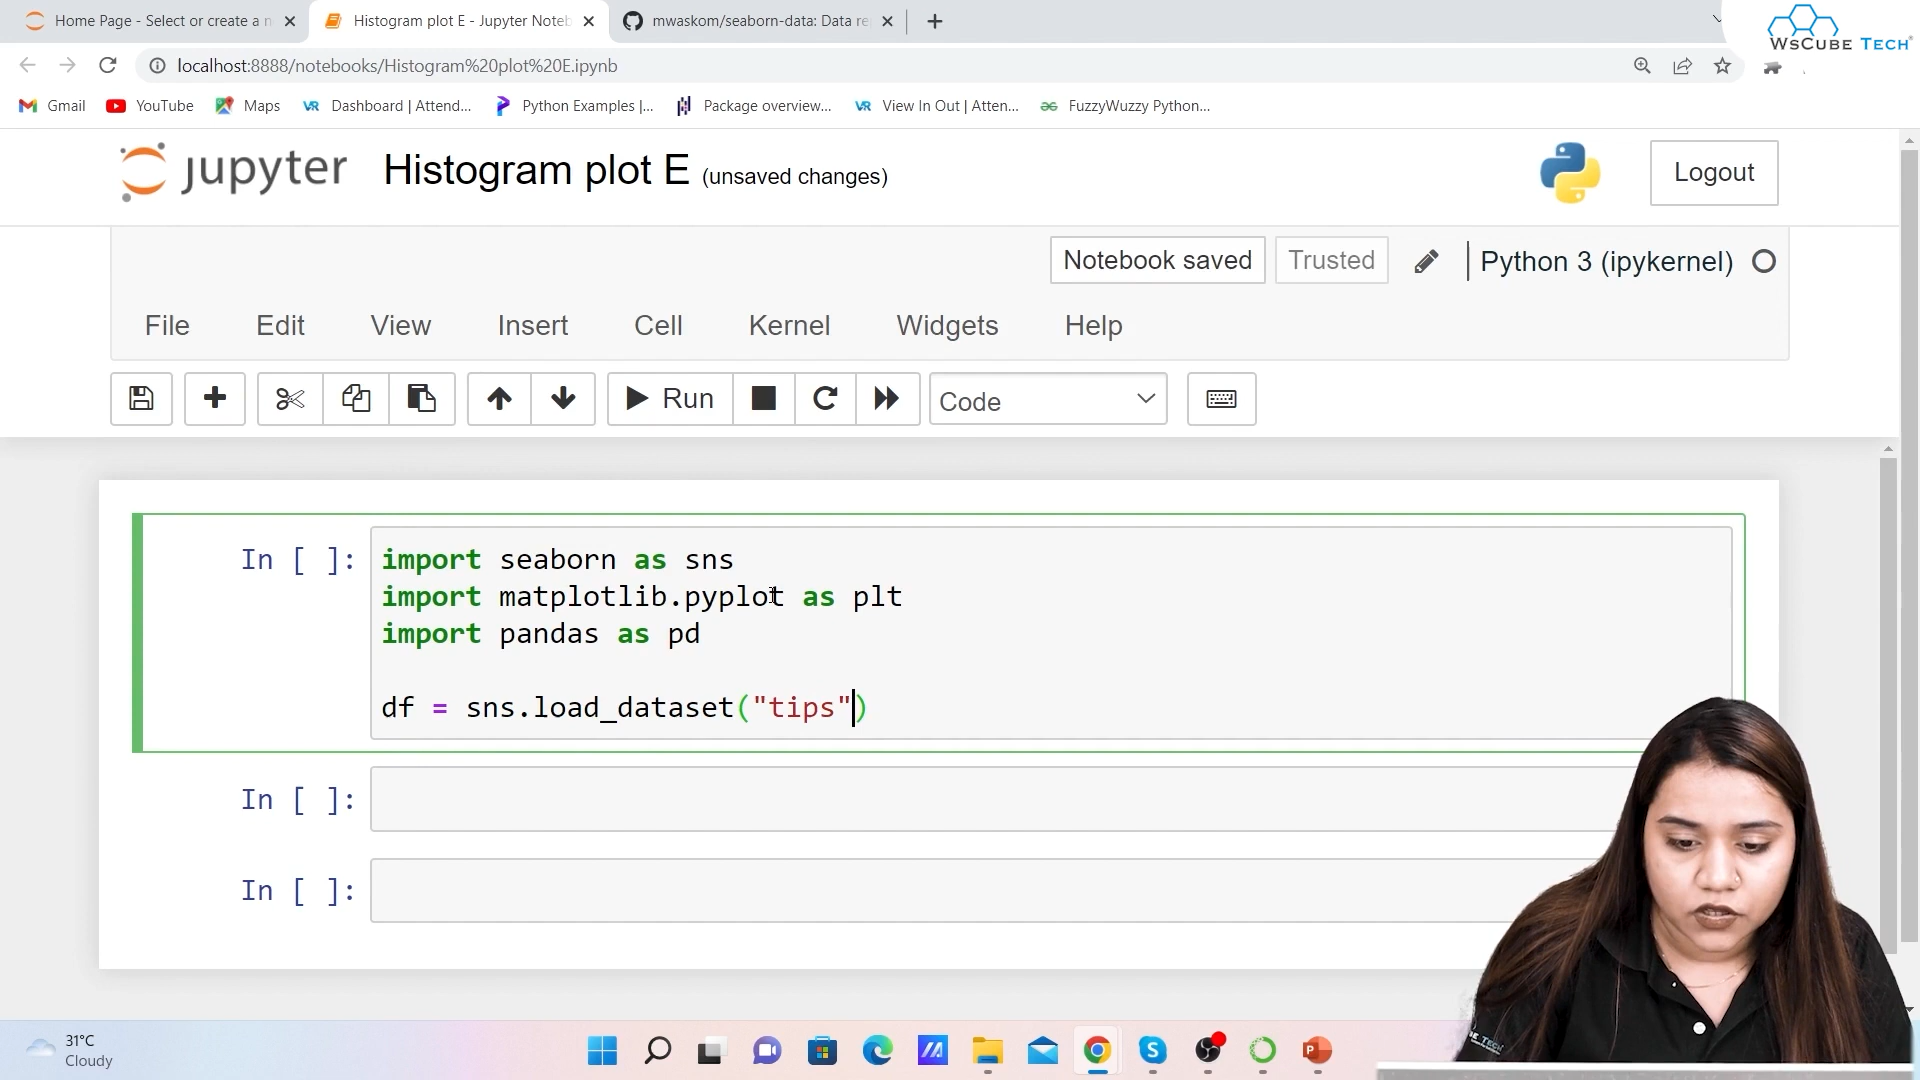 Home Page - Select or create a n
Histogram plot E - Jupyter Noteb
mwaskom/seaborn-data: Data re
WsCube Tech
localhost:8888/notebooks/Histogram%20plot%20E.ipynb
Gmail
YouTube
Maps
Dashboard | Attend...
Python Examples |...
Package overview...
View In Out | Atten...
FuzzyWuzzy Python...
jupyter
Histogram plot E (unsaved changes)
Logout
Notebook saved
Trusted
Python 3 (ipykernel)
File
Edit
View
Insert
Cell
Kernel
Widgets
Help
Run
Code
In [ ]:
import seaborn as sns
import matplotlib.pyplot as plt
import pandas as pd
df = sns.load_dataset("tips")
In [ ]:
In [ ]:
31°C
Cloudy